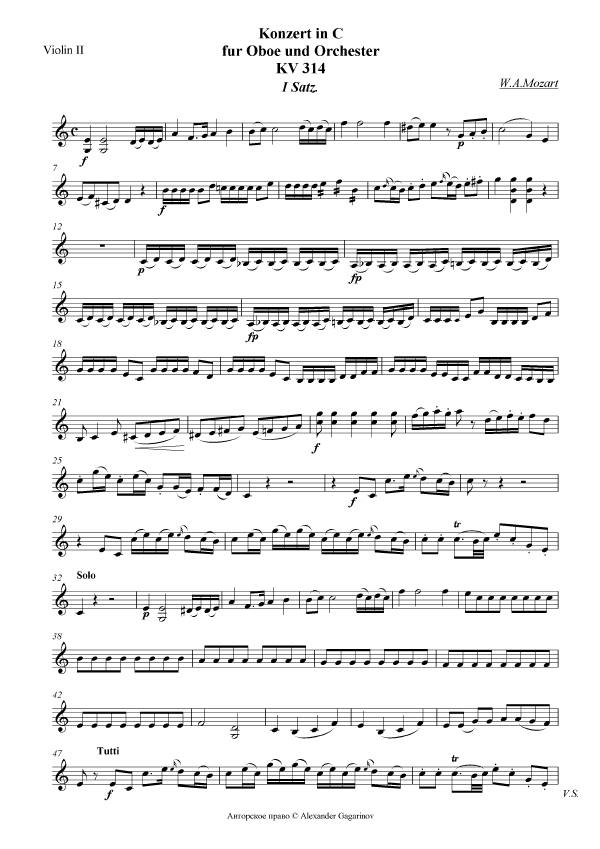 Konzert in C
Violin II
fur Oboe und Orchester
KV 314
I Satz.
W.A.Mozart
f
p
7
f
12
p
fp
15
fp
18
21
f
25
f
29
tr
32
Solo
p
38
42
47
Tutti
f
tr
V.S.
Авторское право © Alexander Gagarinov